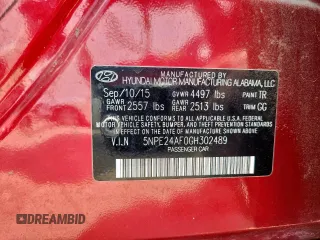 HYUNDAI MOTOR MANUFACTURING ALABAMA, LLC
Sep/10/15 GVWR 4497 lbs PAINT TR
GAWR FRONT 2557 lbs GAWR REAR 2513 lbs TRIM GG
THIS VEHICLE CONFORMS TO ALL APPLICABLE FEDERAL
MOTOR VEHICLE SAFETY, BUMPER, AND THEFT PREVENTION
STANDARDS IN EFFECT ON THE DATE OF MANUFACTURE SHOWN ABOVE.
V.I.N 5NPE24AF0GH302489
PASSENGER CAR
DREAMBID